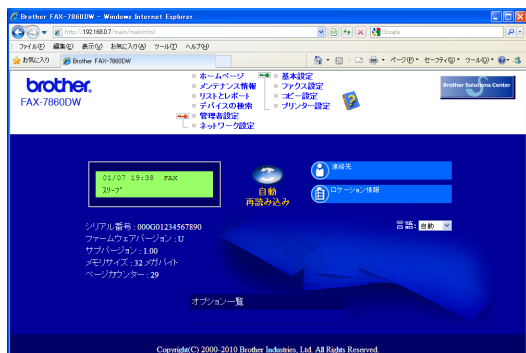 Brother FAX-7860DW - Windows Internet Explorer
http://192.168.0.7/main/main.html
Google
ファイル(F) 編集(E) 表示(V) お気に入り(A) ツール(T) ヘルプ(H)
お気に入り Brother FAX-7860DW ページ(P) セーフティ(S) ツール(O)
brother.
FAX-7860DW
ホームページ
メンテナンス情報
リストとレポート
デバイスの検索
管理者設定
ネットワーク設定
基本設定
ファクス設定
コピー設定
プリンター設定
Brother Solutions Center
01/07 19:38 FAX
スリープ
自動
再読み込み
連絡先
ロケーション情報
シリアル番号 : 000G01234567890
ファームウェアバージョン : U
サブバージョン : 1.00
メモリサイズ : 32 メガバイト
ページカウンター : 29
言語: 自動
オプション一覧
Copyright(C) 2000-2010 Brother Industries, Ltd. All Rights Reserved.